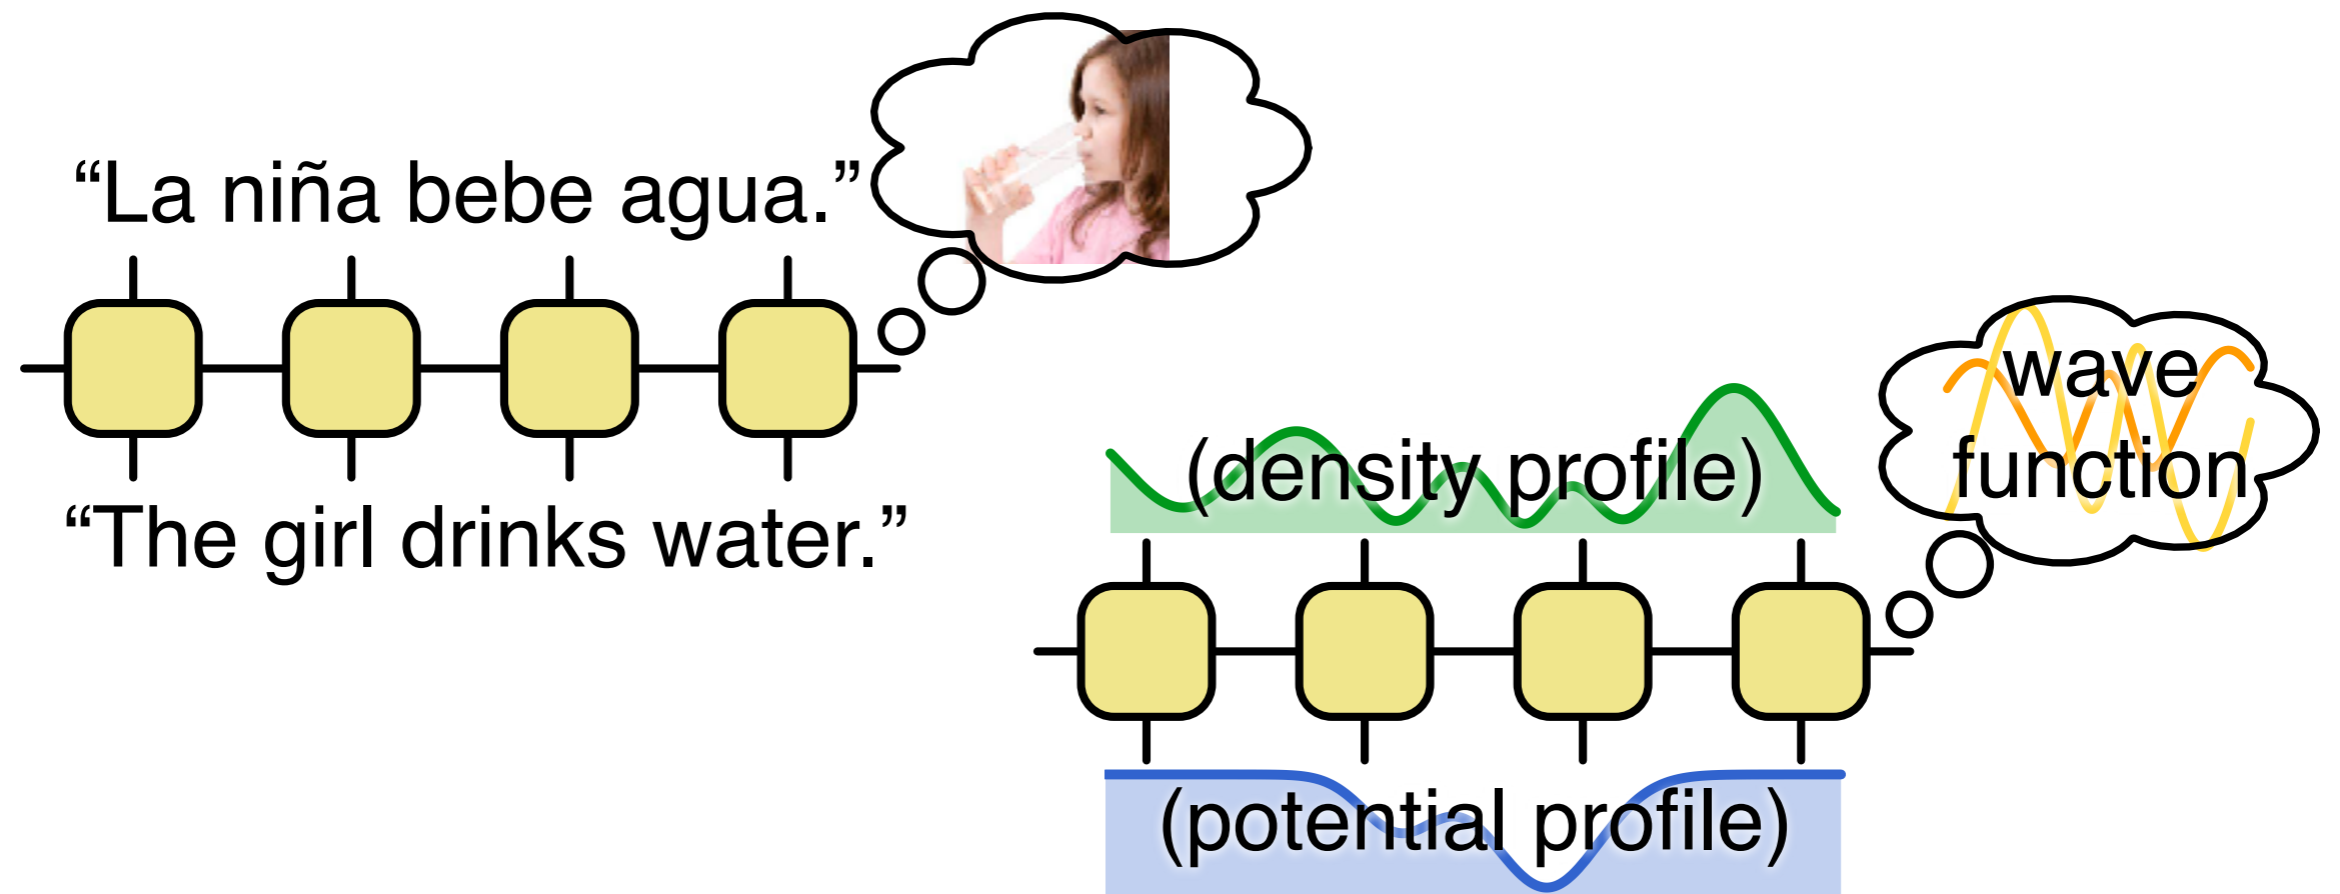 “La niña bebe agua.”
“The girl drinks water.”
wave
function
(density profile)
(potential profile)